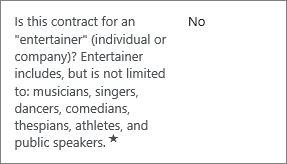 Is this contract for an
"entertainer" (individual or
company)? Entertainer
includes, but is not limited
to: musicians, singers,
dancers, comedians,
thespians, athletes, and
public speakers. ★
No